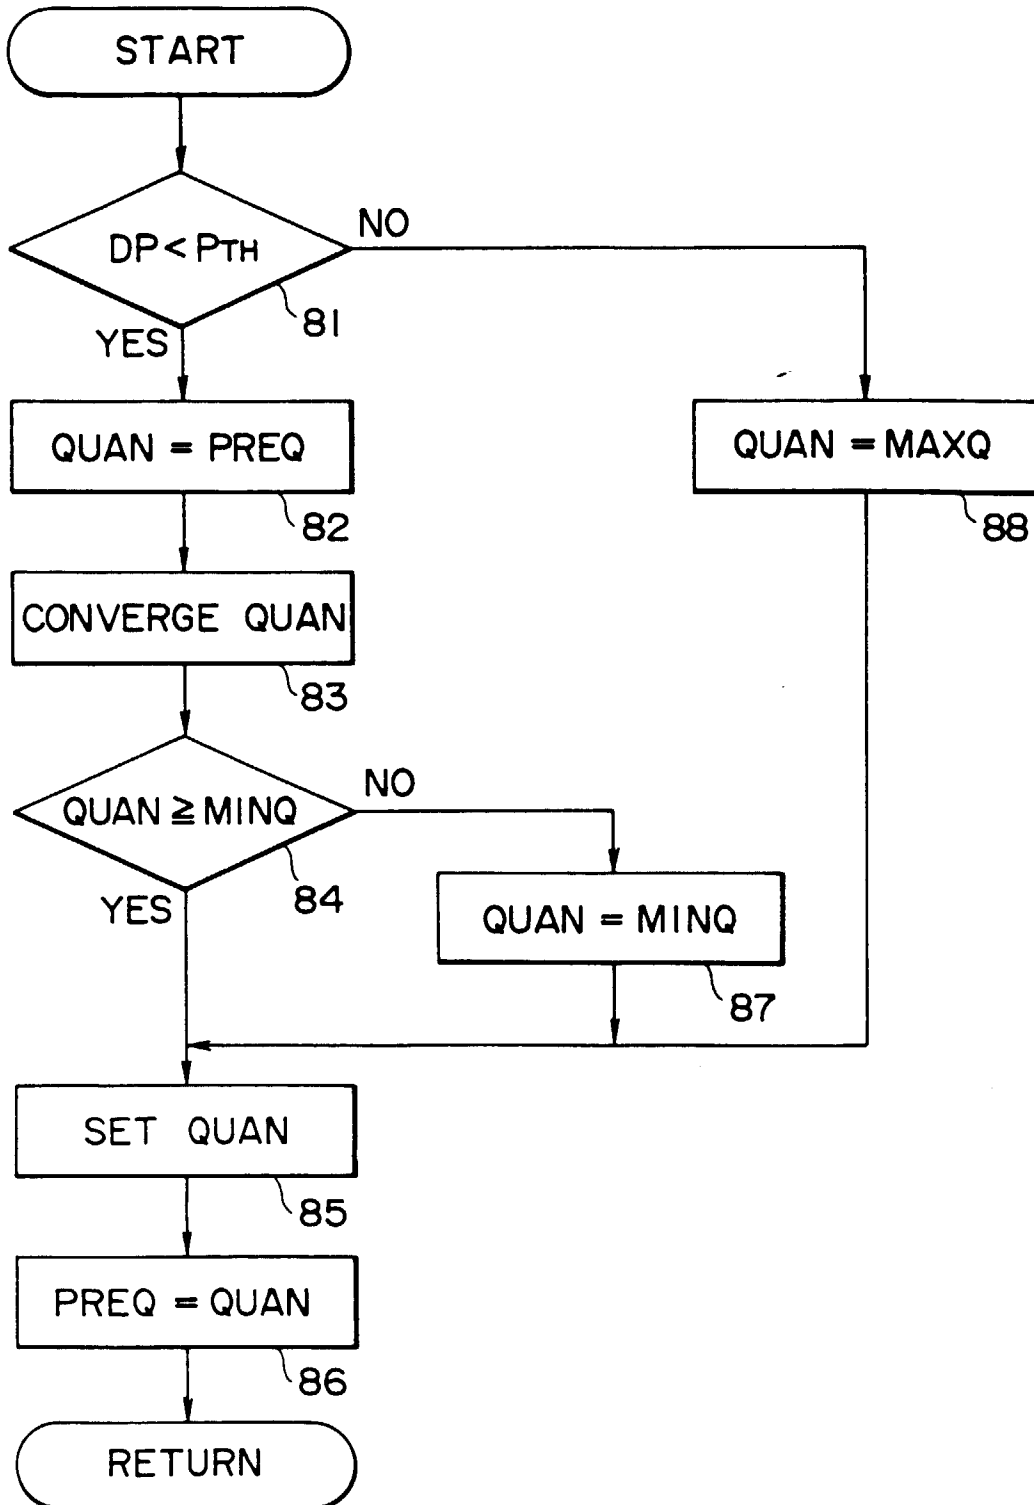 START
DP < PTH
NO
81
YES
QUAN = PREQ
82
QUAN = MAXQ
88
CONVERGE QUAN
83
QUAN ≧ MINQ
NO
84
YES
QUAN = MINQ
87
SET QUAN
85
PREQ = QUAN
86
RETURN